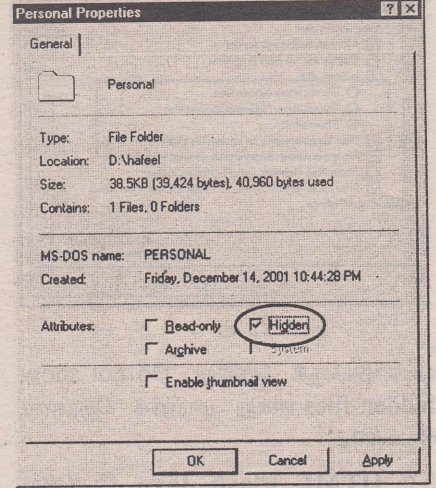 Personal Properties
General
Personal
Type: File Folder
Location: D:\hafeel
Size: 38.5KB (39,424 bytes), 40,960 bytes used
Contains: 1 Files, 0 Folders
MS-DOS name: PERSONAL
Created: Friday, December 14, 2001 10:44:28 PM
Attributes: Read-only Hidden
Archive System
Enable thumbnail view
OK Cancel Apply